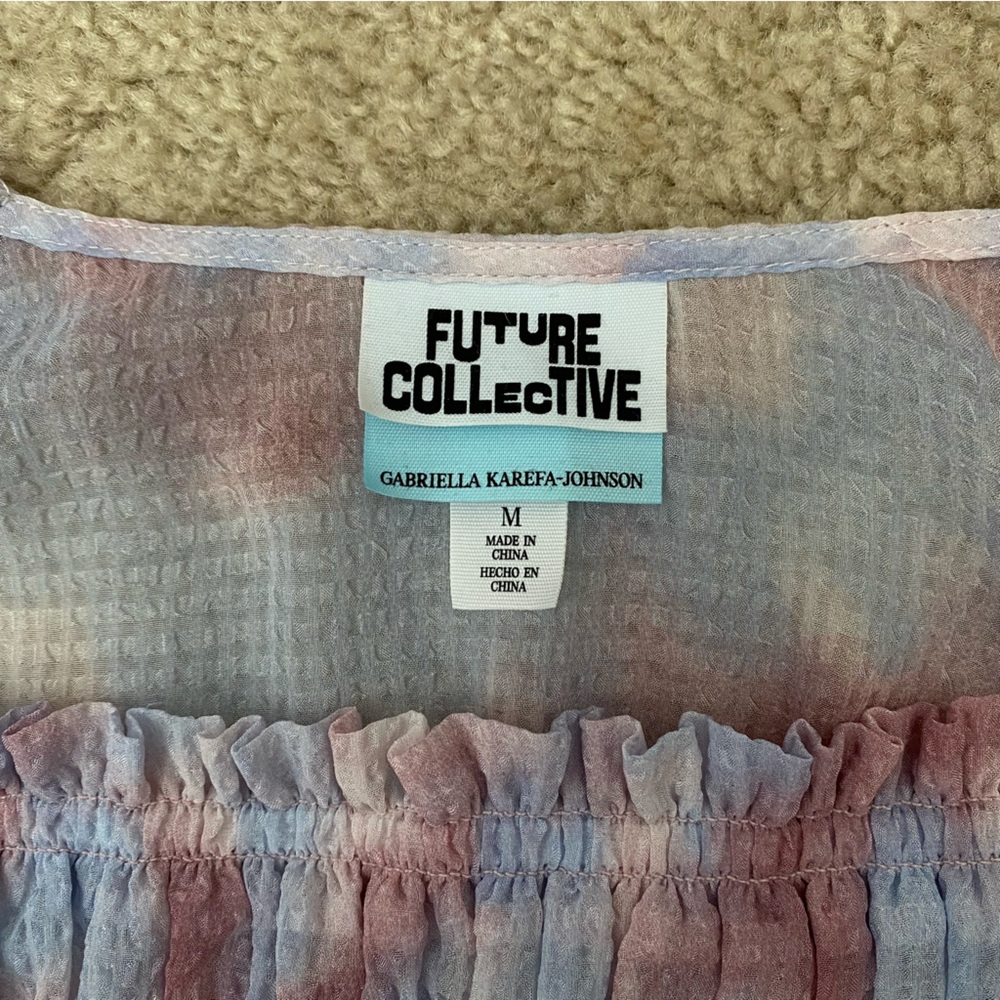 FUTURE
COLLECTIVE
GABRIELLA KAREFA-JOHNSON
M
MADE IN
CHINA
HECHO EN
CHINA